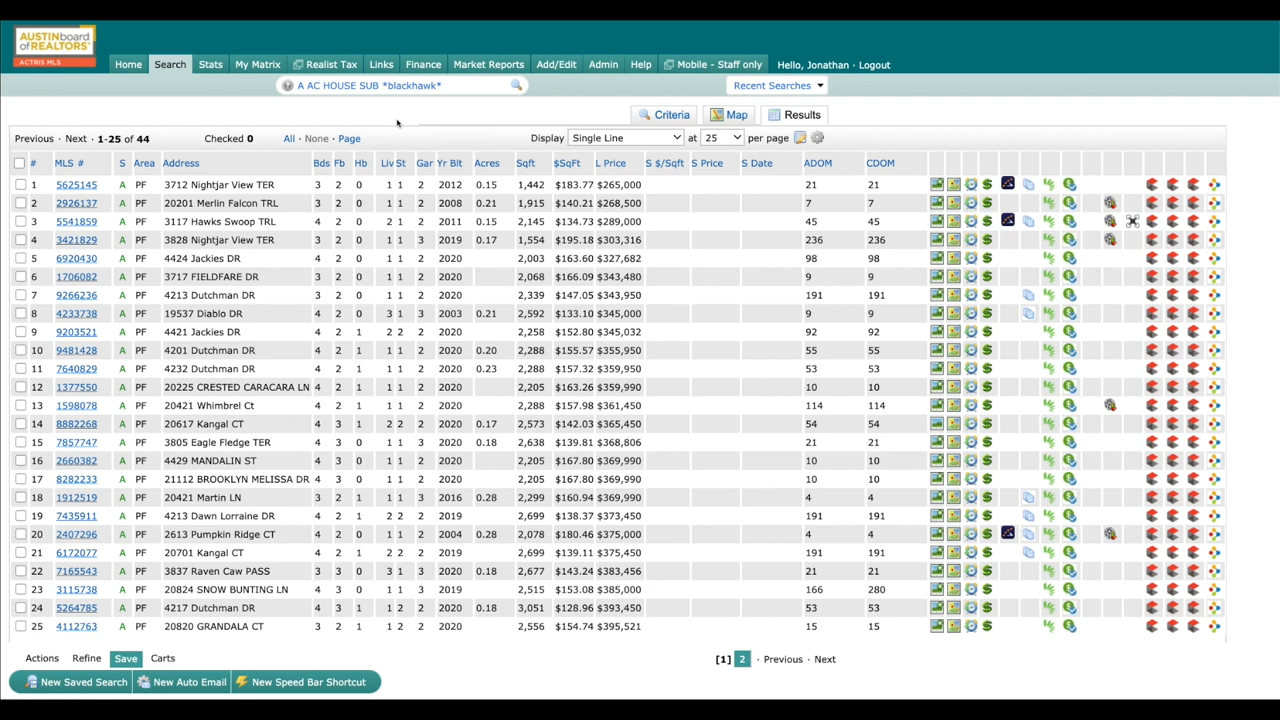 AUSTINboard
of REALTORS®
ACTRIS MLS
Home Search Stats My Matrix Realist Tax Links Finance Market Reports Add/Edit Admin Help Mobile - Staff only Hello, Jonathan - Logout
A AC HOUSE SUB *blackhawk* Recent Searches
Criteria Map Results
Previous · Next · 1-25 of 44 Checked 0 All · None · Page Display Single Line at 25 per page
# MLS # S Area Address Bds Fb Hb Liv St Gar Yr Blt Acres Sqft $SqFt L Price S $/Sqft S Price S Date ADOM CDOM
1 5625145 A PF 3712 Nightjar View TER 3 2 0 1 1 2 2012 0.15 1,442 $183.77 $265,000 21 21
2 2926137 A PF 20201 Merlin Falcon TRL 3 2 0 1 1 2 2008 0.21 1,915 $140.21 $268,500 7 7
3 5541859 A PF 3117 Hawks Swoop TRL 4 2 0 2 1 2 2011 0.15 2,145 $134.73 $289,000 45 45
4 3421829 A PF 3828 Nightjar View TER 3 2 0 1 1 3 2019 0.17 1,554 $195.18 $303,316 236 236
5 6920430 A PF 4424 Jackies DR 4 2 0 1 1 2 2020 2,003 $163.60 $327,682 98 98
6 1706082 A PF 3717 FIELDFARE DR 3 2 0 1 1 2 2020 2,068 $166.09 $343,480 9 9
7 9266236 A PF 4213 Dutchman DR 3 2 0 1 1 2 2020 2,339 $147.05 $343,950 191 191
8 4233738 A PF 19537 Diablo DR 4 2 0 3 1 3 2003 0.21 2,592 $133.10 $345,000 9 9
9 9203521 A PF 4421 Jackies DR 4 2 1 2 2 2 2020 2,258 $152.80 $345,032 92 92
10 9481428 A PF 4201 Dutchman DR 4 2 1 1 1 2 2020 0.20 2,288 $155.57 $355,950 55 55
11 7640829 A PF 4232 Dutchman DR 4 2 1 1 1 2 2020 0.23 2,288 $157.32 $359,950 53 53
12 1377550 A PF 20225 CRESTED CARACARA LN 4 2 1 1 1 2 2020 2,205 $163.26 $359,990 10 10
13 1598078 A PF 20421 Whimbrel Ct 4 2 1 1 1 2 2020 2,288 $157.98 $361,450 114 114
14 8882268 A PF 20617 Kangal CT 4 3 1 2 2 2 2020 0.17 2,573 $142.03 $365,450 54 54
15 7857747 A PF 3805 Eagle Fledge TER 4 3 0 1 1 2 2020 0.18 2,638 $139.81 $368,806 21 21
16 2660382 A PF 4429 MANDALIN ST 4 3 0 1 1 2 2020 2,205 $167.80 $369,990 10 10
17 8282233 A PF 21112 BROOKLYN MELISSA DR 4 3 0 1 1 2 2020 2,205 $167.80 $369,990 10 10
18 1912519 A PF 20421 Martin LN 3 2 1 1 1 3 2016 0.28 2,299 $160.94 $369,990 4 4
19 7435911 A PF 4213 Dawn Lorraine DR 4 2 1 2 2 2 2019 2,699 $138.37 $373,450 191 191
20 2407296 A PF 2613 Pumpkin Ridge CT 4 2 0 1 1 2 2004 0.28 2,078 $180.46 $375,000 4 4
21 6172077 A PF 20701 Kangal CT 4 2 1 2 2 2 2019 2,699 $139.11 $375,450 191 191
22 7165543 A PF 3837 Raven Caw PASS 4 3 0 3 1 2 2020 0.18 2,677 $143.24 $383,456 21 21
23 3115738 A PF 20824 SNOW BUNTING LN 4 3 0 1 1 3 2019 2,515 $153.08 $385,000 166 280
24 5264785 A PF 4217 Dutchman DR 4 3 1 1 2 2 2020 0.18 3,051 $128.96 $393,450 53 53
25 4112763 A PF 20820 GRANDALA CT 3 2 1 1 2 2 2020 2,556 $154.74 $395,521 15 15
Actions Refine Save Carts [1] 2 · Previous · Next
New Saved Search New Auto Email New Speed Bar Shortcut